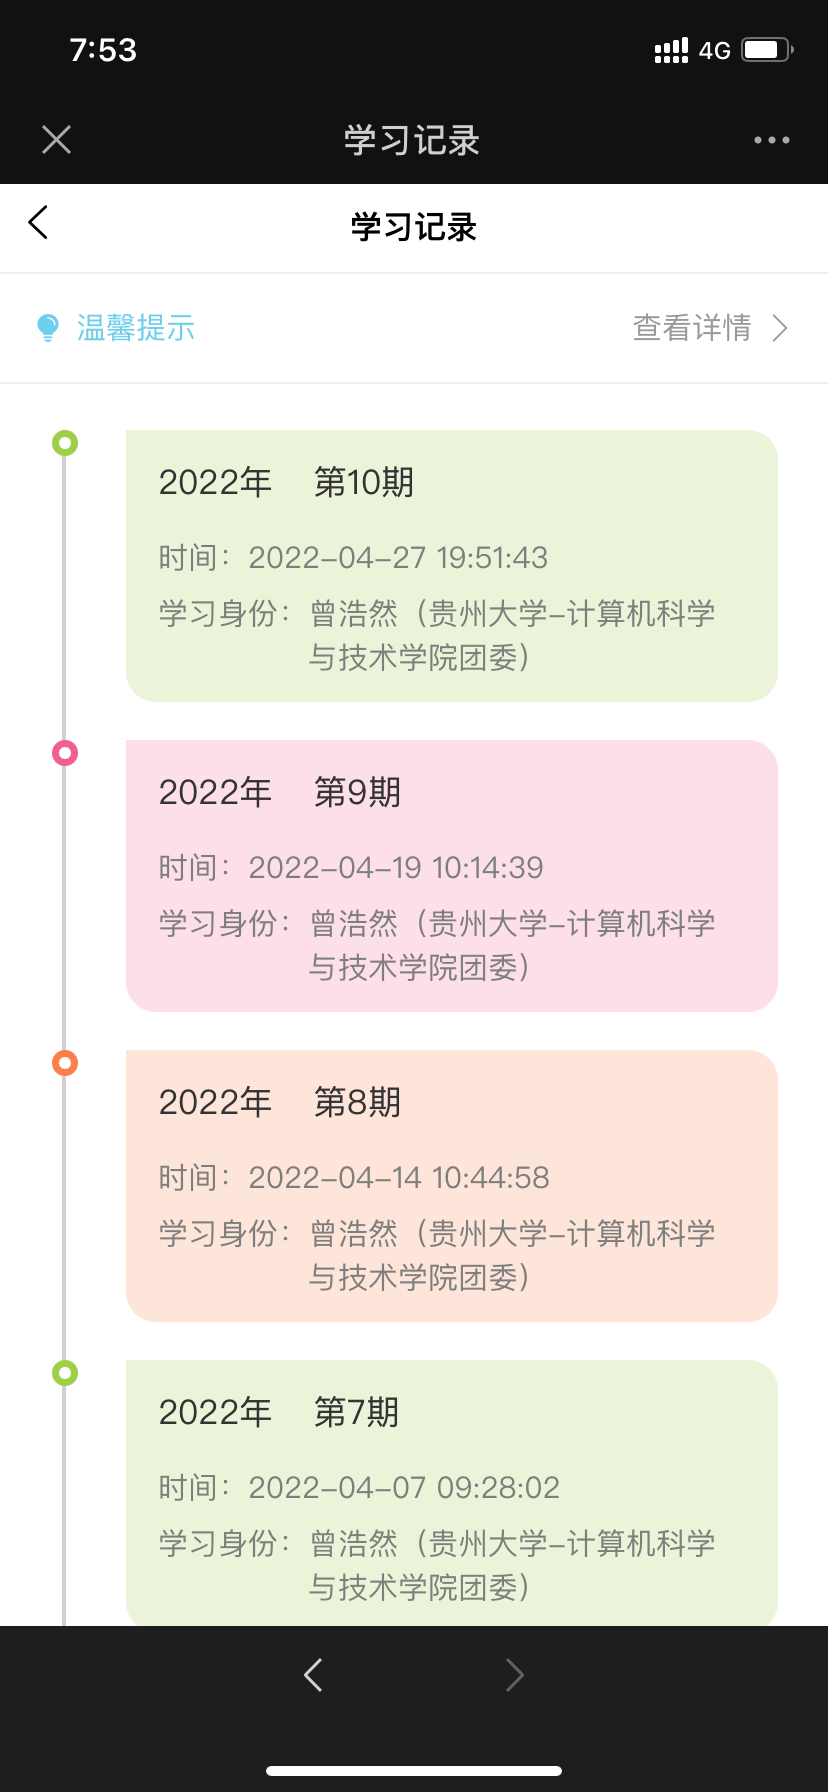 7:53
4G
学习记录
学习记录
温馨提示 查看详情
2022年 第10期
时间：2022-04-27 19:51:43
学习身份：曾浩然（贵州大学-计算机科学
与技术学院团委）
2022年 第9期
时间：2022-04-19 10:14:39
学习身份：曾浩然（贵州大学-计算机科学
与技术学院团委）
2022年 第8期
时间：2022-04-14 10:44:58
学习身份：曾浩然（贵州大学-计算机科学
与技术学院团委）
2022年 第7期
时间：2022-04-07 09:28:02
学习身份：曾浩然（贵州大学-计算机科学
与技术学院团委）